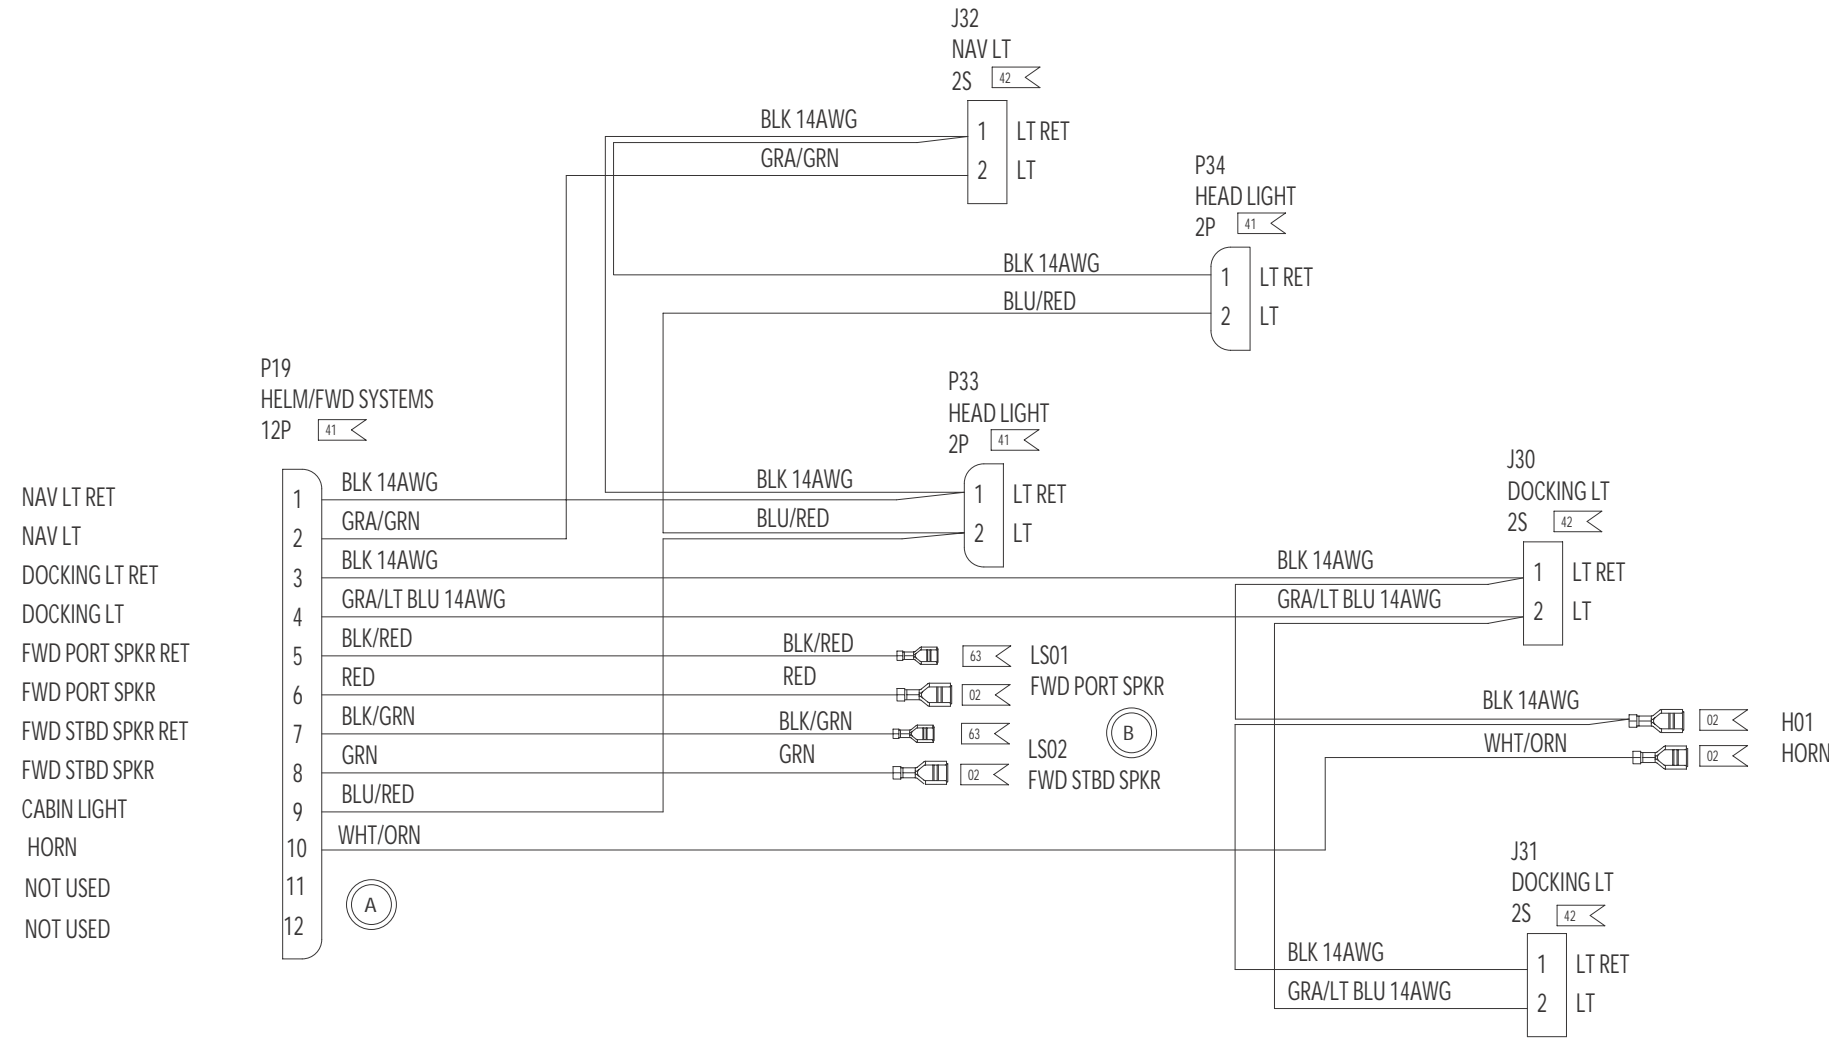 J32
NAV LT
2S 42
BLK 14AWG
1 LT RET
GRA/GRN
2 LT
P34
HEAD LIGHT
2P 41
BLK 14AWG
1 LT RET
BLU/RED
2 LT
P19
HELM/FWD SYSTEMS
12P 41
P33
HEAD LIGHT
2P 41
BLK 14AWG
1 LT RET
BLU/RED
2 LT
J30
DOCKING LT
2S 42
BLK 14AWG
1 LT RET
GRA/LT BLU 14AWG
2 LT
NAV LT RET 1 BLK 14AWG
NAV LT 2 GRA/GRN
DOCKING LT RET 3 BLK 14AWG
DOCKING LT 4 GRA/LT BLU 14AWG
FWD PORT SPKR RET 5 BLK/RED BLK/RED 63 LS01
FWD PORT SPKR 6 RED RED 02 FWD PORT SPKR
FWD STBD SPKR RET 7 BLK/GRN BLK/GRN 63 LS02
B
FWD STBD SPKR 8 GRN GRN 02 FWD STBD SPKR
CABIN LIGHT 9 BLU/RED
HORN 10 WHT/ORN
NOT USED 11
A
NOT USED 12
BLK 14AWG 02 H01
WHT/ORN 02 HORN
J31
DOCKING LT
2S 42
BLK 14AWG
1 LT RET
GRA/LT BLU 14AWG
2 LT